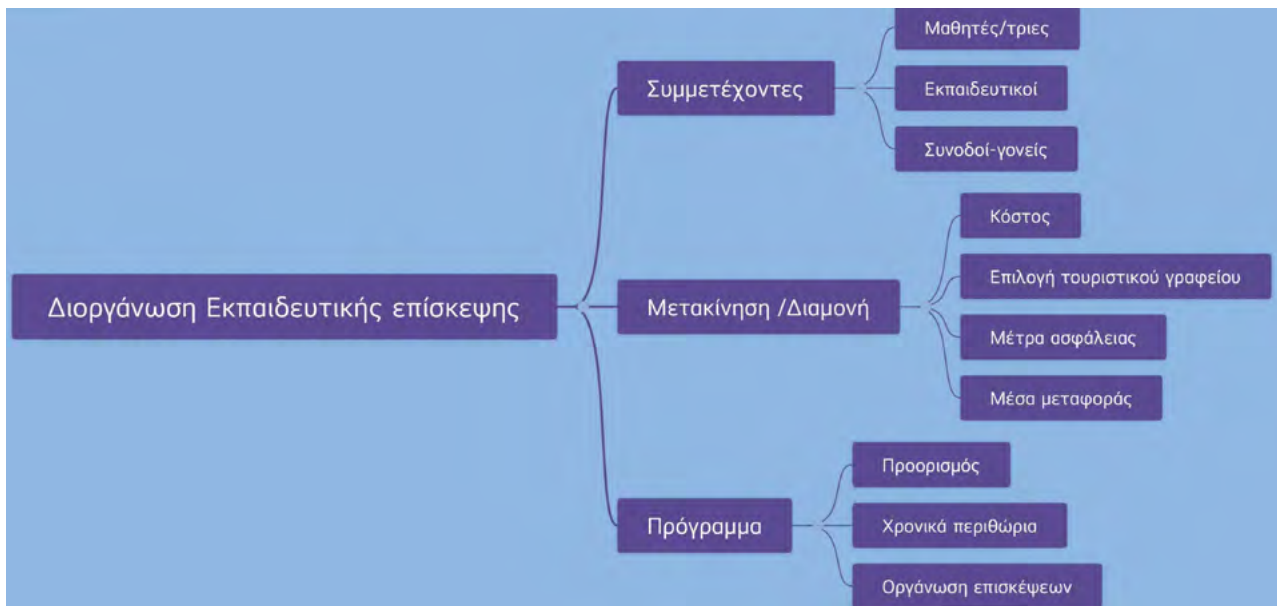 Διοργάνωση Εκπαιδευτικής επίσκεψης
Συμμετέχοντες
Μαθητές/τριες
Εκπαιδευτικοί
Συνοδοί-γονείς
Μετακίνηση /Διαμονή
Κόστος
Επιλογή τουριστικού γραφείου
Μέτρα ασφάλειας
Μέσα μεταφοράς
Πρόγραμμα
Προορισμός
Χρονικά περιθώρια
Οργάνωση επισκέψεων